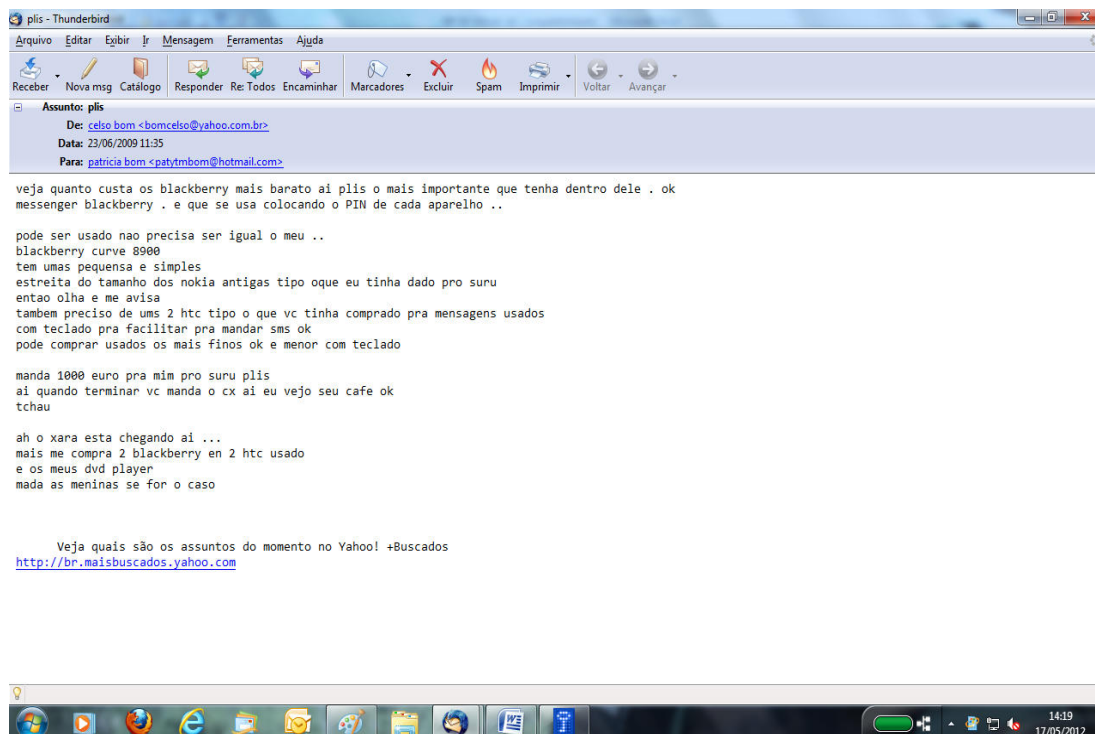 plis - Thunderbird
Arquivo Editar Exibir Ir Mensagem Ferramentas Ajuda
Receber Nova msg Catálogo Responder Re: Todos Encaminhar Marcadores Excluir Spam Imprimir Voltar Avançar
Assunto: plis
De: celso bom <bomcelso@yahoo.com.br>
Data: 23/06/2009 11:35
Para: patricia bom <patytmbom@hotmail.com>
veja quanto custa os blackberry mais barato ai plis o mais importante que tenha dentro dele . ok
messenger blackberry . e que se usa colocando o PIN de cada aparelho ..
pode ser usado nao precisa ser igual o meu ..
blackberry curve 8900
tem umas pequensa e simples
estreita do tamanho dos nokia antigas tipo oque eu tinha dado pro suru
entao olha e me avisa
tambem preciso de ums 2 htc tipo o que vc tinha comprado pra mensagens usados
com teclado pra facilitar pra mandar sms ok
pode comprar usados os mais finos ok e menor com teclado
manda 1000 euro pra mim pro suru plis
ai quando terminar vc manda o cx ai eu vejo seu cafe ok
tchau
ah o xara esta chegando ai ...
mais me compra 2 blackberry en 2 htc usado
e os meus dvd player
mada as meninas se for o caso
Veja quais são os assuntos do momento no Yahoo! +Buscados
http://br.maisbuscados.yahoo.com
14:19
17/05/2012